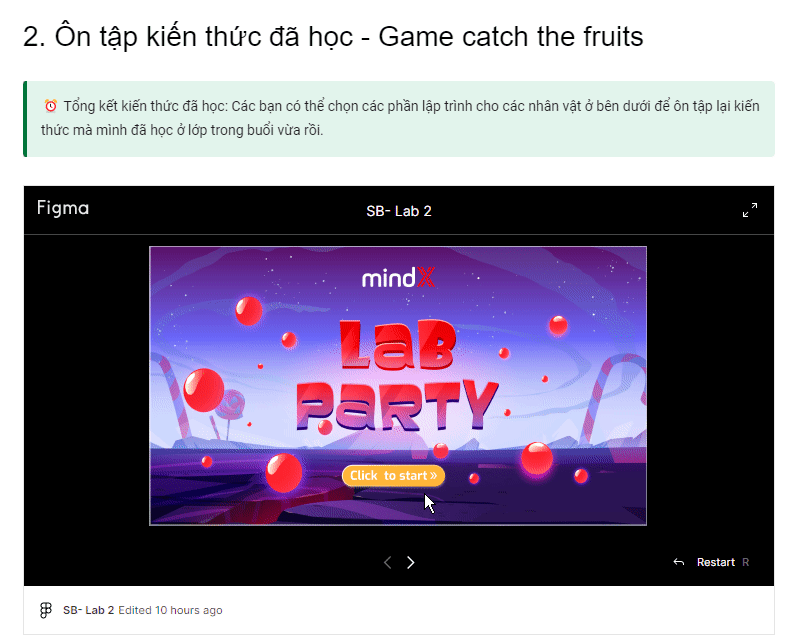 2. Ôn tập kiến thức đã học - Game catch the fruits
⏰ Tổng kết kiến thức đã học: Các bạn có thể chọn các phần lập trình cho các nhân vật ở bên dưới để ôn tập lại kiến
thức mà mình đã học ở lớp trong buổi vừa rồi.
Figma
SB- Lab 2
mindX
LaB
PaRTY
Click to start »
Restart R
SB- Lab 2 Edited 10 hours ago